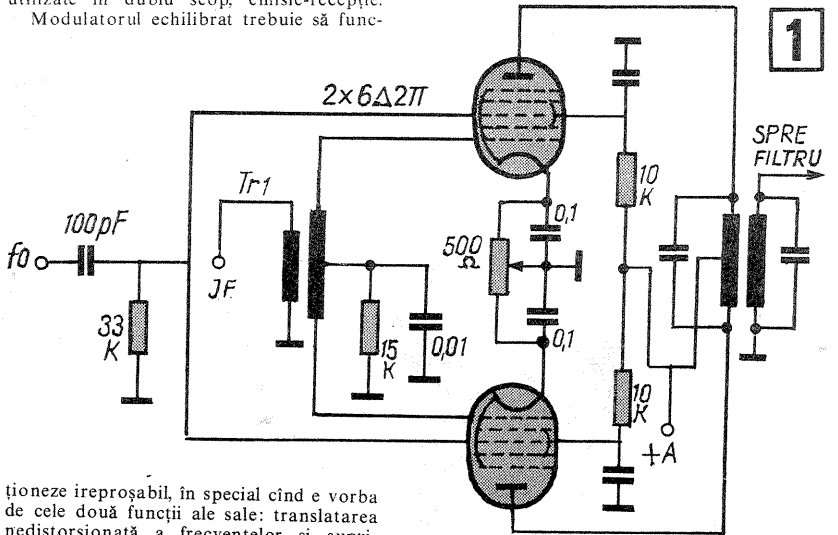 utilizate în dublu scop, emisie-recepție.
Modulatorul echilibrat trebuie să func-
1
2×6Д2П
SPRE
FILTRU
Tr1
10
K
100pF
0,1
500
Ω
fo
JF
33
K
15
K
0,01
0,1
10
K
+A
ționeze ireproșabil, în special cînd e vorba
de cele două funcții ale sale: translatarea
nedistorsionată a frecvențelor și supri-